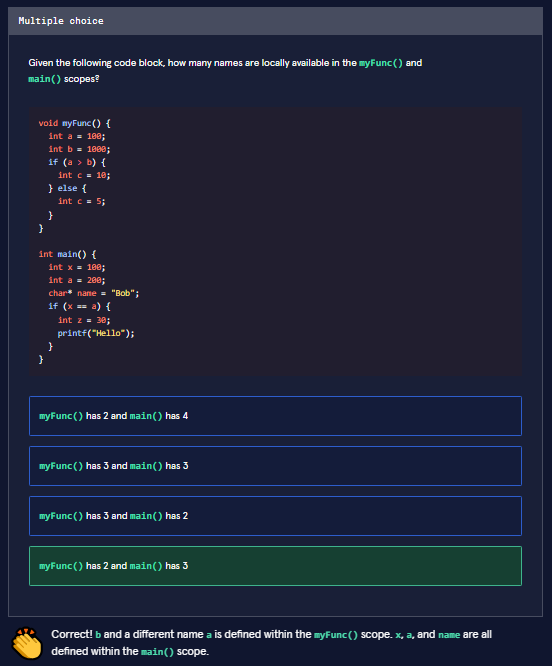 Multiple choice
Given the following code block, how many names are locally available in the myFunc() and
main() scopes?
void myFunc() {
  int a = 100;
  int b = 1000;
  if (a > b) {
    int c = 10;
  } else {
    int c = 5;
  }
}

int main() {
  int x = 100;
  int a = 200;
  char* name = "Bob";
  if (x == a) {
    int z = 30;
    printf("Hello");
  }
}
myFunc() has 2 and main() has 4
myFunc() has 3 and main() has 3
myFunc() has 3 and main() has 2
myFunc() has 2 and main() has 3
Correct! b and a different name a is defined within the myFunc() scope. x, a, and name are all
defined within the main() scope.